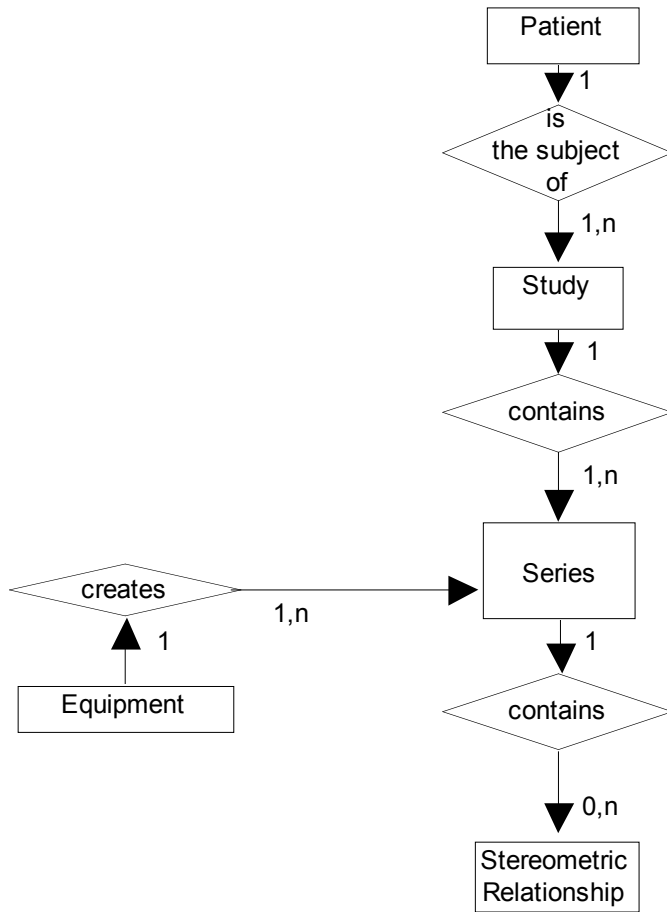 Patient
1
is
the subject
of
1,n
Study
1
contains
1,n
Series
creates
1,n
1
Equipment
1
contains
0,n
Stereometric
Relationship